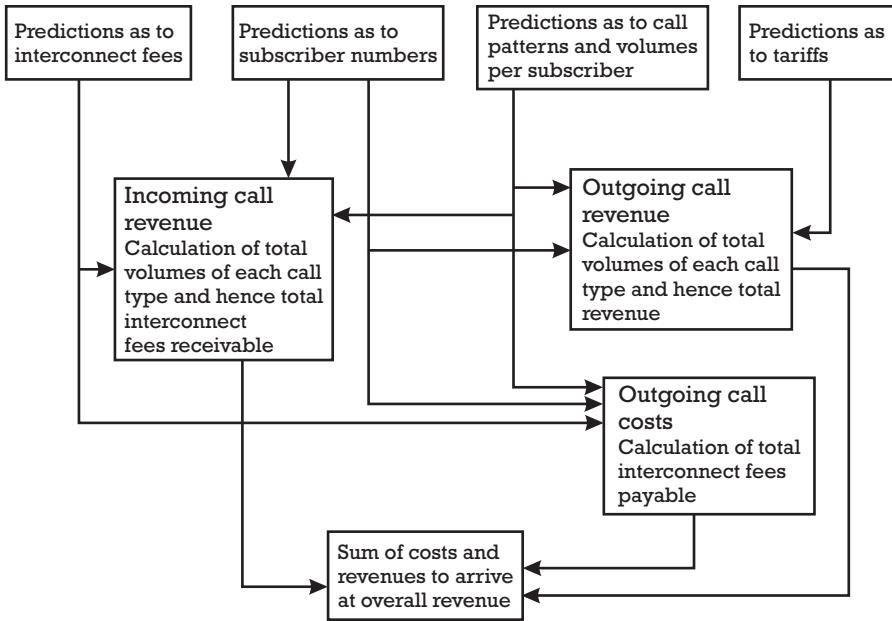 Predictions as to
interconnect fees
Predictions as to
subscriber numbers
Predictions as to call
patterns and volumes
per subscriber
Predictions as
to tariffs
Incoming call
revenue
Calculation of total
volumes of each call
type and hence total
interconnect
fees receivable
Outgoing call
revenue
Calculation of total
volumes of each call
type and hence total
revenue
Outgoing call
costs
Calculation of total
interconnect fees
payable
Sum of costs and
revenues to arrive
at overall revenue